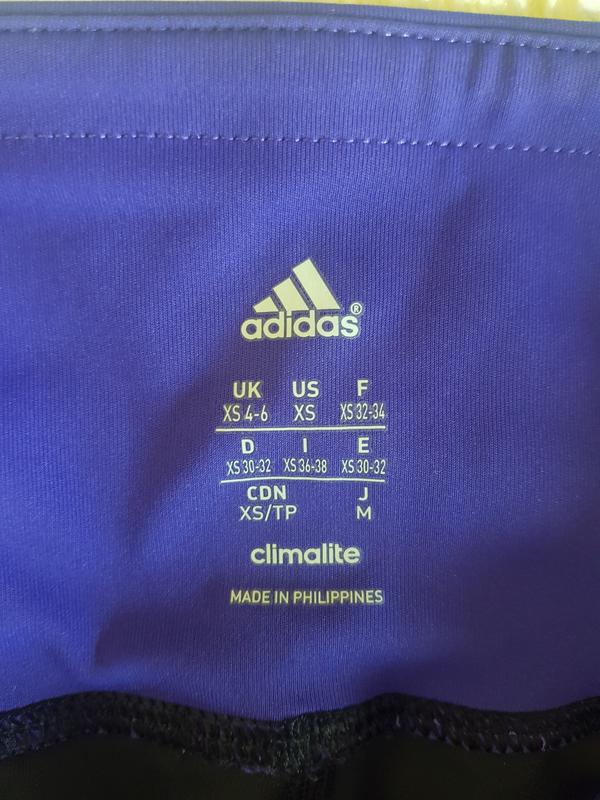 adidas®
UK US F
XS 4-6 XS XS 32-34
D I E
XS 30-32 XS 36-38 XS 30-32
CDN J
XS/TP M
climalite
MADE IN PHILIPPINES